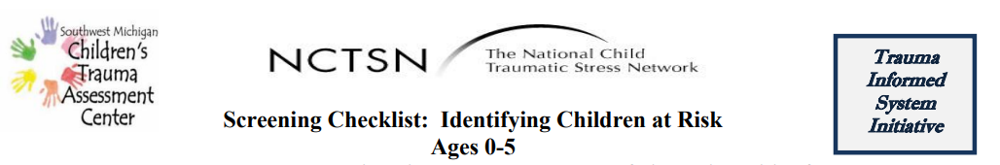 Southwest Michigan
Children's
Trauma
Assessment
Center
NCTSN
The National Child
Traumatic Stress Network
Trauma
Informed
System
Initiative
Screening Checklist: Identifying Children at Risk
Ages 0-5